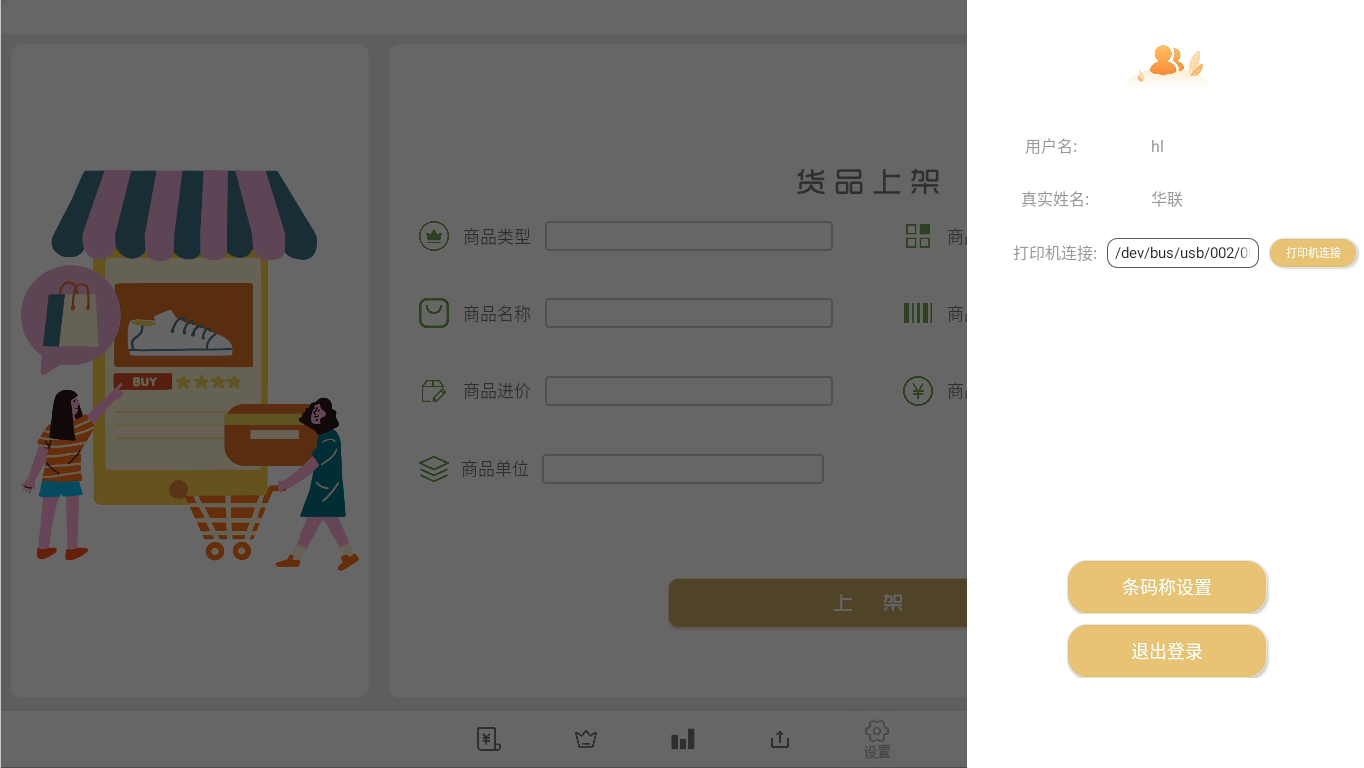 货品上架
商品类型
商品名称
商品进价
商品单位
BUY
上 架
设置
用户名: hl
真实姓名: 华联
打印机连接: /dev/bus/usb/002/0 打印机连接
条码称设置
退出登录